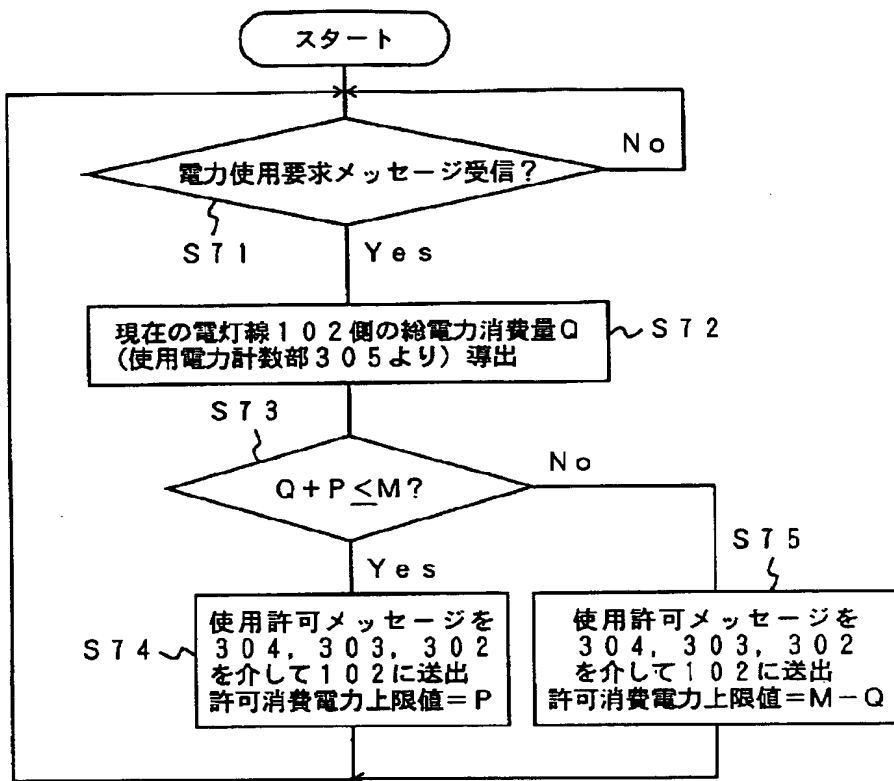 スタート
電力使用要求メッセージ受信?
No
S71
Yes
現在の電灯線102側の総電力消費量Q
(使用電力計数部305より)導出
S72
S73
Q+P≦M?
No
Yes
S75
S74
使用許可メッセージを
304,303,302
を介して102に送出
許可消費電力上限値=P
使用許可メッセージを
304,303,302
を介して102に送出
許可消費電力上限値=M-Q